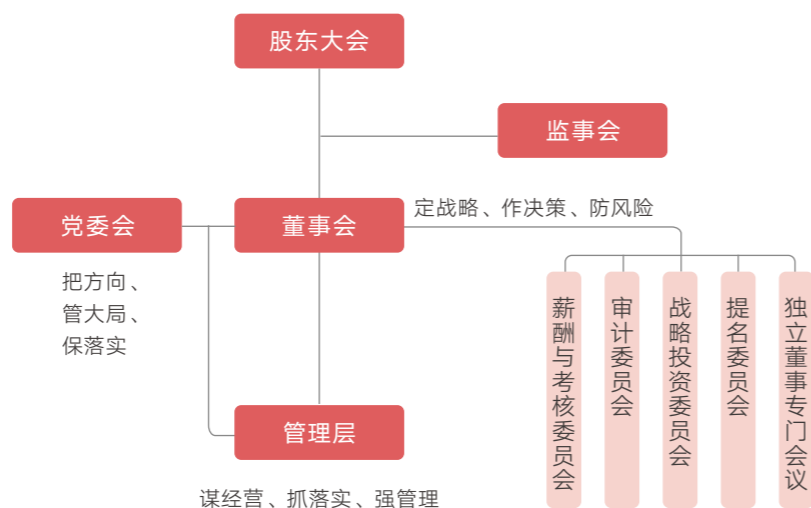 股东大会
监事会
党委会
董事会
定战略、作决策、防风险
把方向、
管大局、
保落实
薪酬与考核委员会
审计委员会
战略投资委员会
提名委员会
独立董事专门会议
管理层
谋经营、抓落实、强管理